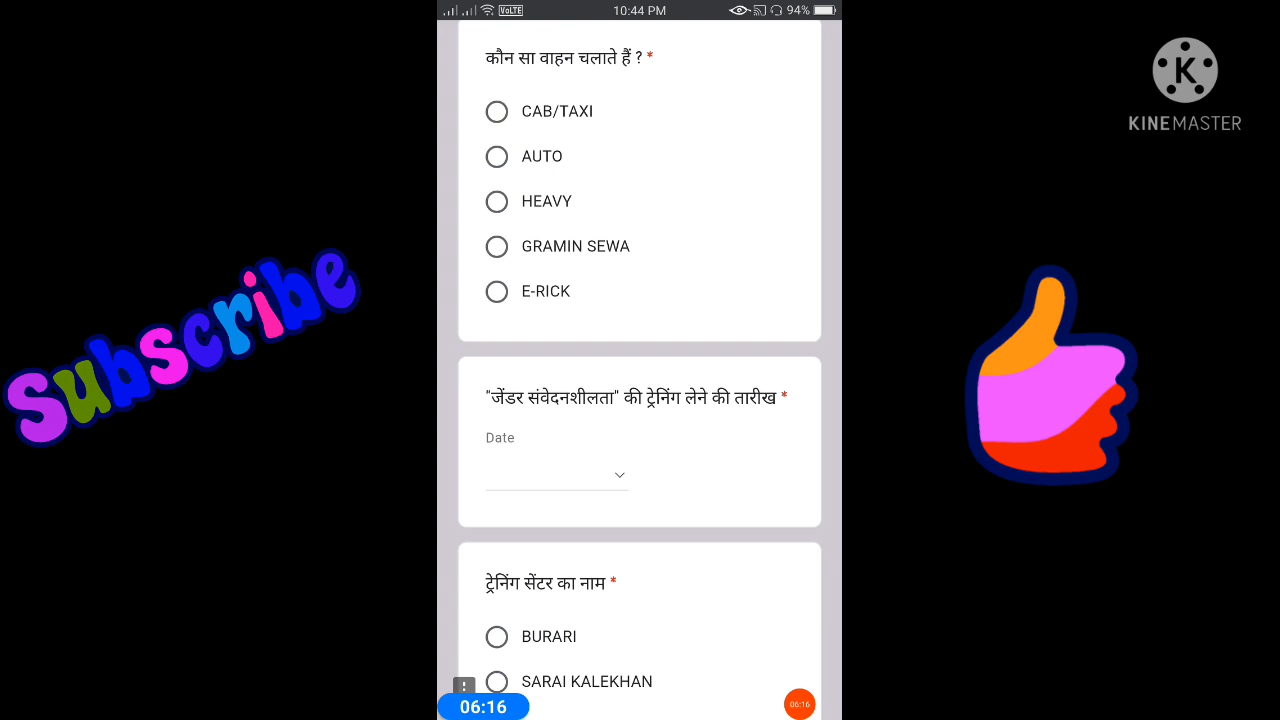 VoLTE 10:44 PM 94%
कौन सा वाहन चलाते हैं ? *
CAB/TAXI
AUTO
HEAVY
GRAMIN SEWA
E-RICK
"जेंडर संवेदनशीलता" की ट्रेनिंग लेने की तारीख *
Date
ट्रेनिंग सेंटर का नाम *
BURARI
SARAI KALEKHAN
06:16
06:16
Subscribe
K
KINEMASTER